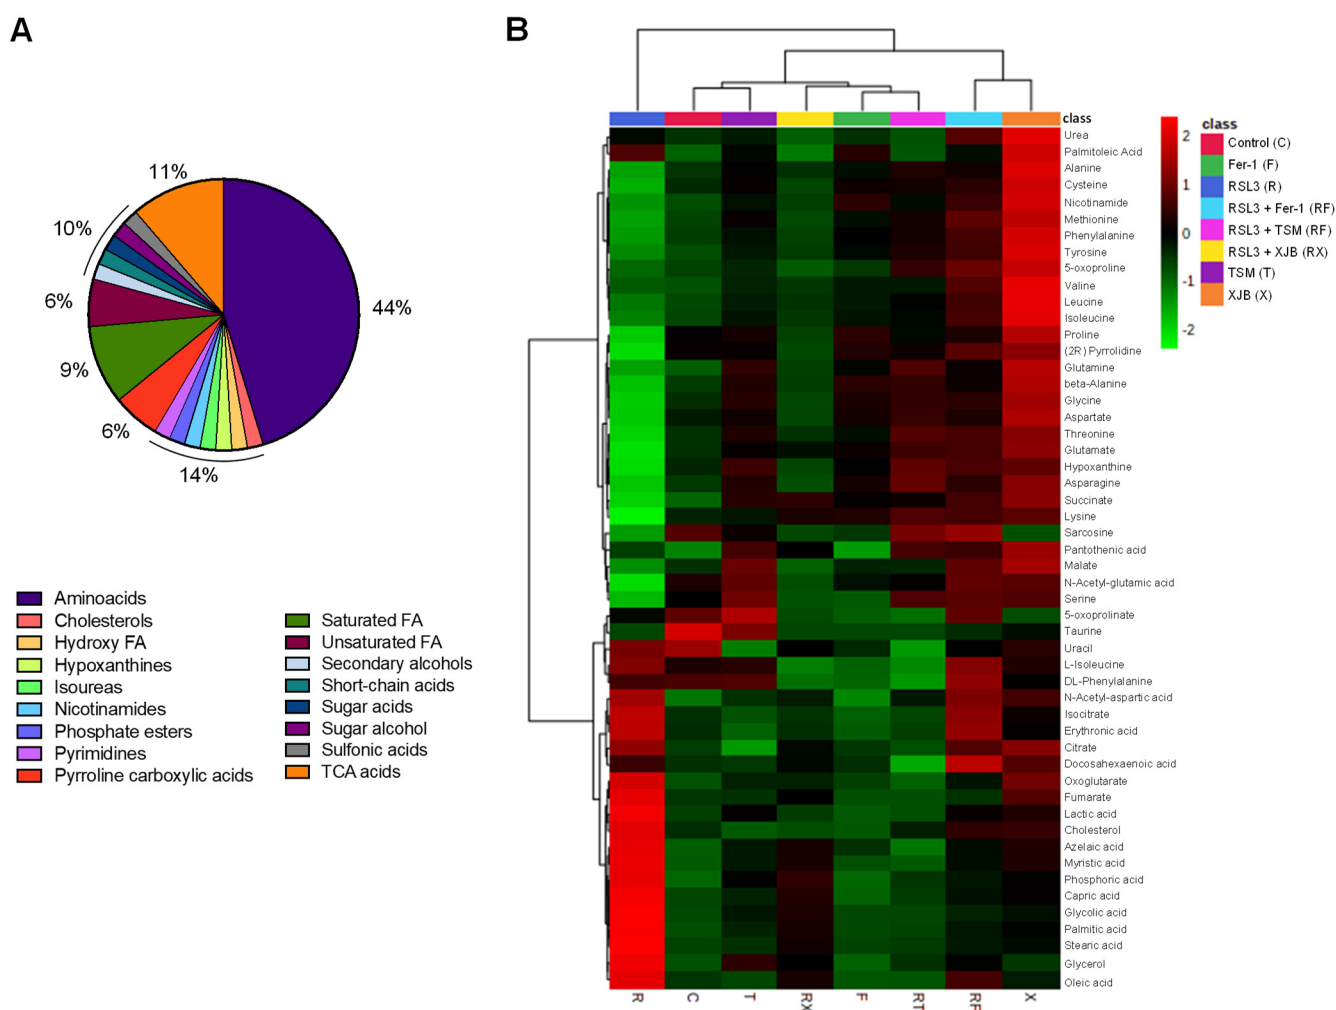 A
11%
10%
6%
9%
6%
14%
44%
Aminoacids
Cholesterols
Hydroxy FA
Hypoxanthines
Isoureas
Nicotinamides
Phosphate esters
Pyrimidines
Pyrroline carboxylic acids
Saturated FA
Unsaturated FA
Secondary alcohols
Short-chain acids
Sugar acids
Sugar alcohol
Sulfonic acids
TCA acids
B
class
Urea
Palmitoleic Acid
Alanine
Cysteine
Nicotinamide
Methionine
Phenylalanine
Tyrosine
5-oxoproline
Valine
Leucine
Isoleucine
Proline
(2R) Pyrrolidine
Glutamine
beta-Alanine
Glycine
Aspartate
Threonine
Glutamate
Hypoxanthine
Asparagine
Succinate
Lysine
Sarcosine
Pantothenic acid
Malate
N-Acetyl-glutamic acid
Serine
5-oxoprolinate
Taurine
Uracil
L-Isoleucine
DL-Phenylalanine
N-Acetyl-aspartic acid
Isocitrate
Erythronic acid
Citrate
Docosahexaenoic acid
Oxoglutarate
Fumarate
Lactic acid
Cholesterol
Azelaic acid
Myristic acid
Phosphoric acid
Capric acid
Glycolic acid
Palmitic acid
Stearic acid
Glycerol
Oleic acid
R C T RX F RT RF X
2
1
0
-1
-2
class
Control (C)
Fer-1 (F)
RSL3 (R)
RSL3 + Fer-1 (RF)
RSL3 + TSM (RF)
RSL3 + XJB (RX)
TSM (T)
XJB (X)